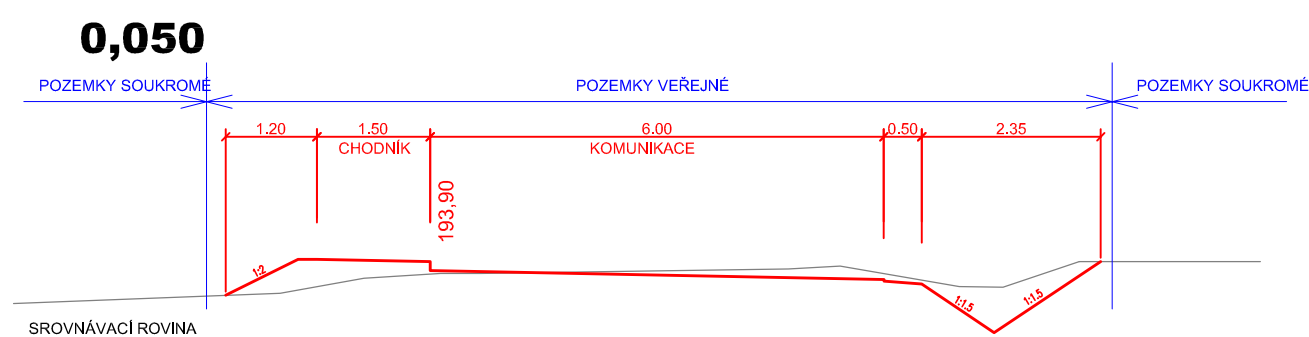 0,050
POZEMKY SOUKROMÉ
POZEMKY VEŘEJNÉ
POZEMKY SOUKROMÉ
1.20
1.50
6.00
0.50
2.35
CHODNÍK
KOMUNIKACE
193,90
1:2
1:1.5
1:1.5
SROVNÁVACÍ ROVINA